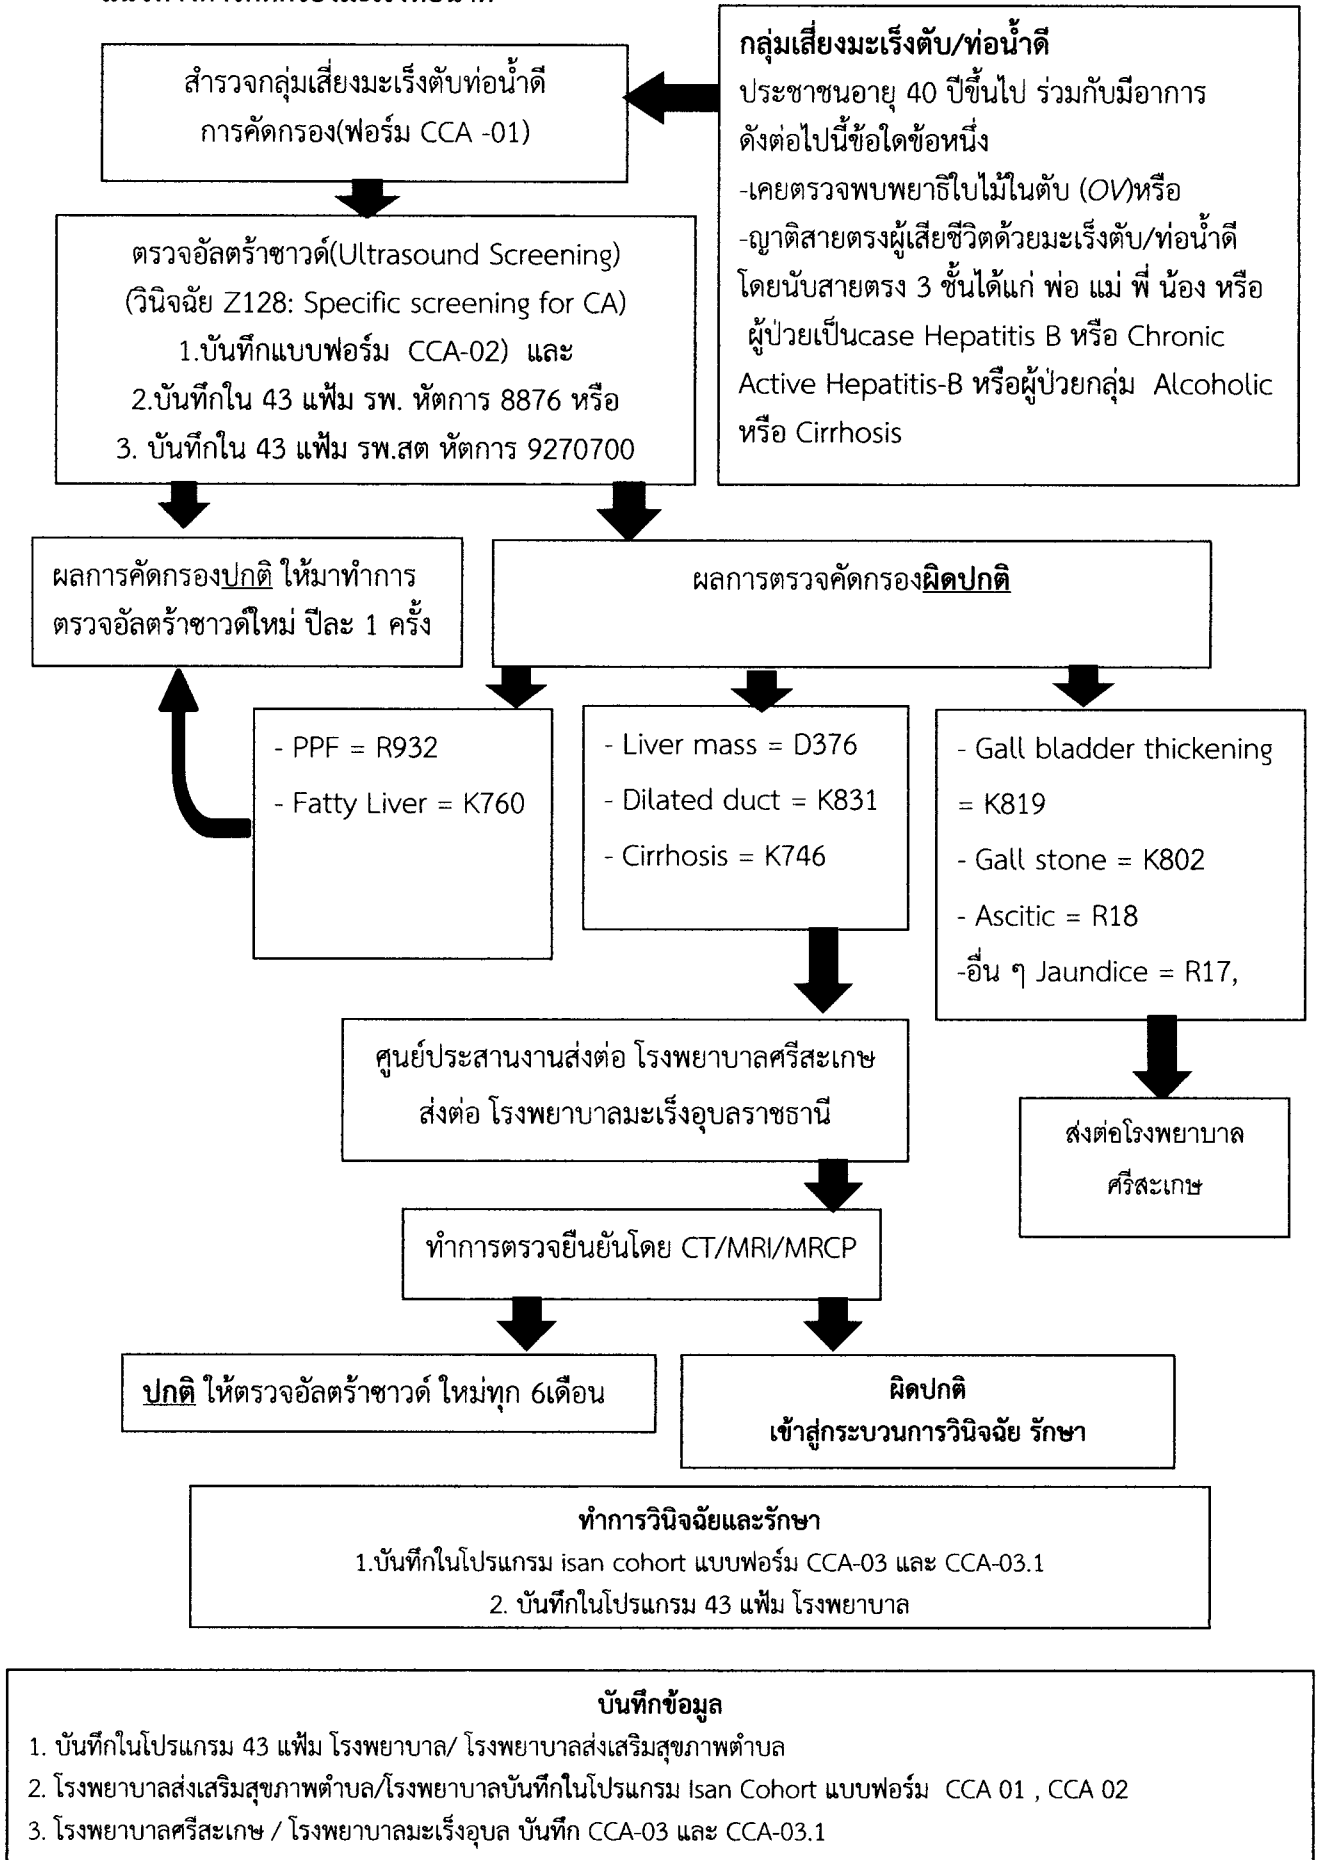 สำรวจกลุ่มเสี่ยงมะเร็งตับท่อน้ำดี
การคัดกรอง(ฟอร์ม CCA -01)
กลุ่มเสี่ยงมะเร็งตับ/ท่อน้ำดี
ประชาชนอายุ 40 ปีขึ้นไป ร่วมกับมีอาการ
ดังต่อไปนี้ข้อใดข้อหนึ่ง
-เคยตรวจพบพยาธิใบไม้ในตับ (OV)หรือ
-ญาติสายตรงผู้เสียชีวิตด้วยมะเร็งตับ/ท่อน้ำดี
โดยนับสายตรง 3 ชั้นได้แก่ พ่อ แม่ พี่ น้อง หรือ
ผู้ป่วยเป็นcase Hepatitis B หรือ Chronic
Active Hepatitis-B หรือผู้ป่วยกลุ่ม Alcoholic
หรือ Cirrhosis
ตรวจอัลตร้าซาวด์(Ultrasound Screening)
(วินิจฉัย Z128: Specific screening for CA)
1.บันทึกแบบฟอร์ม CCA-02) และ
2.บันทึกใน 43 แฟ้ม รพ. หัตการ 8876 หรือ
3. บันทึกใน 43 แฟ้ม รพ.สต หัตการ 9270700
ผลการคัดกรองปกติ ให้มาทำการ
ตรวจอัลตร้าซาวด์ใหม่ ปีละ 1 ครั้ง
ผลการตรวจคัดกรองผิดปกติ
- PPF = R932
- Fatty Liver = K760
- Liver mass = D376
- Dilated duct = K831
- Cirrhosis = K746
- Gall bladder thickening
= K819
- Gall stone = K802
- Ascitic = R18
-อื่น ๆ Jaundice = R17,
ศูนย์ประสานงานส่งต่อ โรงพยาบาลศรีสะเกษ
ส่งต่อ โรงพยาบาลมะเร็งอุบลราชธานี
ส่งต่อโรงพยาบาล
ศรีสะเกษ
ทำการตรวจยืนยันโดย CT/MRI/MRCP
ปกติ ให้ตรวจอัลตร้าซาวด์ ใหม่ทุก 6เดือน
ผิดปกติ
เข้าสู่กระบวนการวินิจฉัย รักษา
ทำการวินิจฉัยและรักษา
1.บันทึกในโปรแกรม isan cohort แบบฟอร์ม CCA-03 และ CCA-03.1
2. บันทึกในโปรแกรม 43 แฟ้ม โรงพยาบาล
บันทึกข้อมูล
1. บันทึกในโปรแกรม 43 แฟ้ม โรงพยาบาล/ โรงพยาบาลส่งเสริมสุขภาพตำบล
2. โรงพยาบาลส่งเสริมสุขภาพตำบล/โรงพยาบาลบันทึกในโปรแกรม Isan Cohort แบบฟอร์ม CCA 01 , CCA 02
3. โรงพยาบาลศรีสะเกษ / โรงพยาบาลมะเร็งอุบล บันทึก CCA-03 และ CCA-03.1